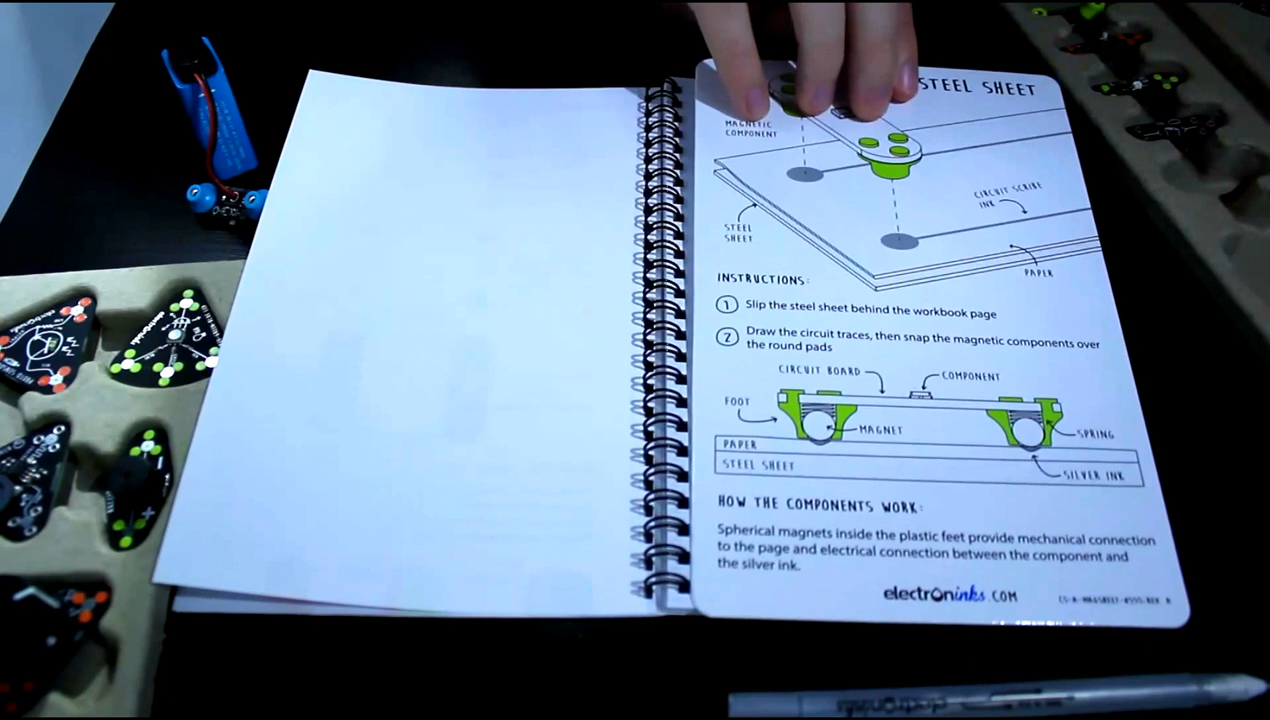 STEEL SHEET
MAGNETIC
COMPONENT
CIRCUIT SCRIBE
INK
STEEL
SHEET
PAPER
INSTRUCTIONS:
1 Slip the steel sheet behind the workbook page
2 Draw the circuit traces, then snap the magnetic components over
the round pads
CIRCUIT BOARD
COMPONENT
FOOT
MAGNET
SPRING
PAPER
STEEL SHEET
SILVER INK
HOW THE COMPONENTS WORK:
Spherical magnets inside the plastic feet provide mechanical connection
to the page and electrical connection between the component and
the silver ink.
electroninks.COM
electroninks